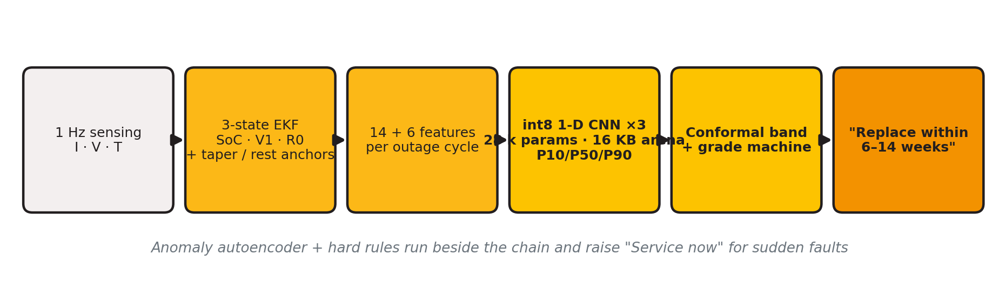 1 Hz sensing
I · V · T
3-state EKF
SoC · V1 · R0
+ taper / rest anchors
14 + 6 features
per outage cycle
int8 1-D CNN ×3
params · 16 KB arena
P10/P50/P90
Conformal band
+ grade machine
"Replace within
6–14 weeks"
Anomaly autoencoder + hard rules run beside the chain and raise "Service now" for sudden faults